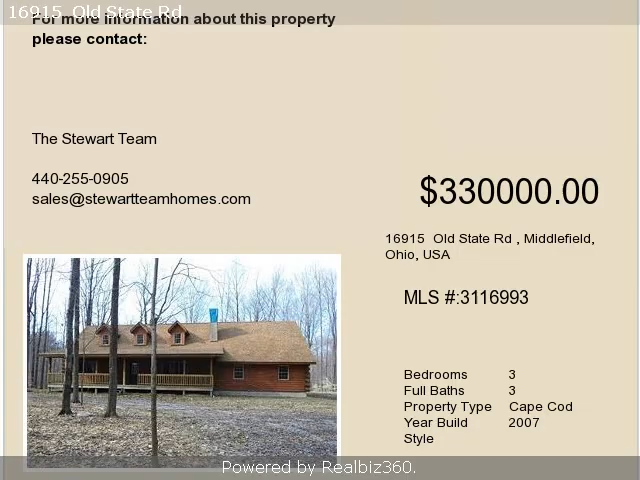 16915  Old State Rd
For more information about this property
please contact:
The Stewart Team
440-255-0905
sales@stewartteamhomes.com
$330000.00
16915  Old State Rd , Middlefield,
Ohio, USA
MLS #:3116993
Bedrooms 3
Full Baths 3
Property Type Cape Cod
Year Build 2007
Style
Powered by Realbiz360.